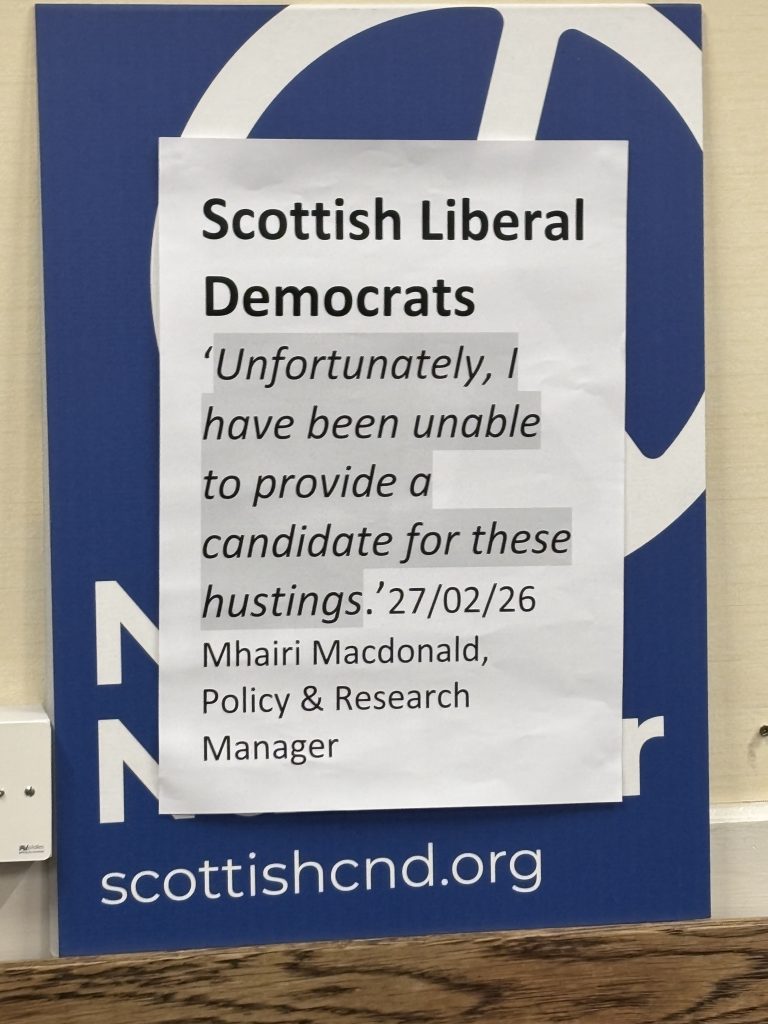 Scottish Liberal
Democrats
‘Unfortunately, I
have been unable
to provide a
candidate for these
hustings.’27/02/26
Mhairi Macdonald,
Policy & Research
Manager
scottishcnd.org